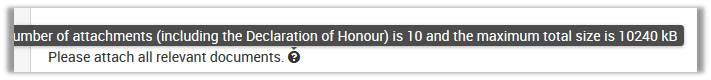 umber of attachments (including the Declaration of Honour) is 10 and the maximum total size is 10240 kB
Please attach all relevant documents. ?